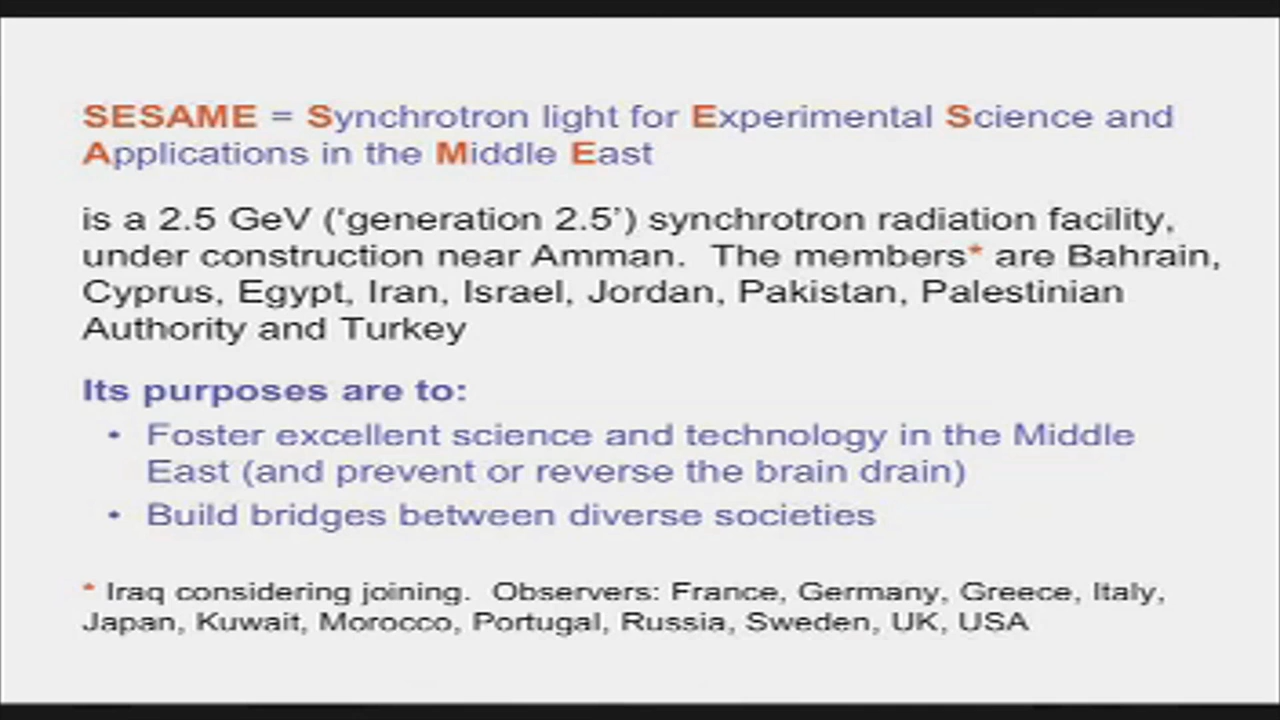 SESAME = Synchrotron light for Experimental Science and
Applications in the Middle East
is a 2.5 GeV (‘generation 2.5’) synchrotron radiation facility,
under construction near Amman.  The members* are Bahrain,
Cyprus, Egypt, Iran, Israel, Jordan, Pakistan, Palestinian
Authority and Turkey
Its purposes are to:
• Foster excellent science and technology in the Middle
East (and prevent or reverse the brain drain)
• Build bridges between diverse societies
* Iraq considering joining.  Observers: France, Germany, Greece, Italy,
Japan, Kuwait, Morocco, Portugal, Russia, Sweden, UK, USA